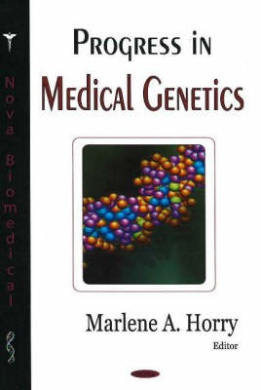 PROGRESS IN
MEDICAL GENETICS
Nova Biomedical
Marlene A. Horry
Editor